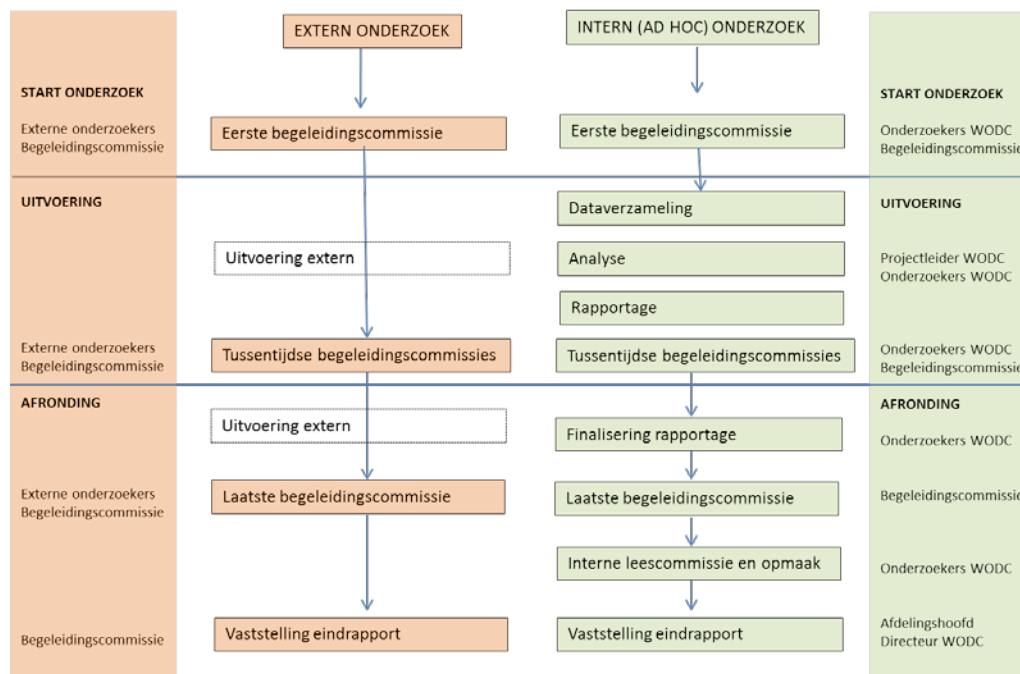 EXTERN ONDERZOEK
INTERN (AD HOC) ONDERZOEK
START ONDERZOEK
START ONDERZOEK
Externe onderzoekers
Begeleidingscommissie
Eerste begeleidingscommissie
Eerste begeleidingscommissie
Onderzoekers WODC
Begeleidingscommissie
UITVOERING
Dataverzameling
UITVOERING
Uitvoering extern
Analyse
Projectleider WODC
Onderzoekers WODC
Rapportage
Externe onderzoekers
Begeleidingscommissie
Tussentijdse begeleidingscommissies
Tussentijdse begeleidingscommissies
Onderzoekers WODC
Begeleidingscommissie
AFRONDING
AFRONDING
Uitvoering extern
Finalisering rapportage
Onderzoekers WODC
Externe onderzoekers
Begeleidingscommissie
Laatste begeleidingscommissie
Laatste begeleidingscommissie
Begeleidingscommissie
Interne leescommissie en opmaak
Onderzoekers WODC
Begeleidingscommissie
Vaststelling eindrapport
Vaststelling eindrapport
Afdelingshoofd
Directeur WODC